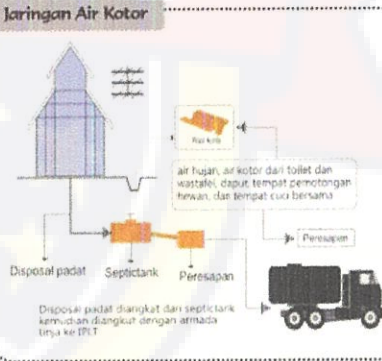 Jaringan Air Kotor
air hujan, air kotor dari toilet dan
wastafel, dapur, tempat pemotongan
hewan, dan tempat cuci bersama
Peresapan
Disposal padat
Septictank
Peresapan
Disposal padat diangkat dari septictank
kemudian diangkut dengan armada
tinja ke IPLT